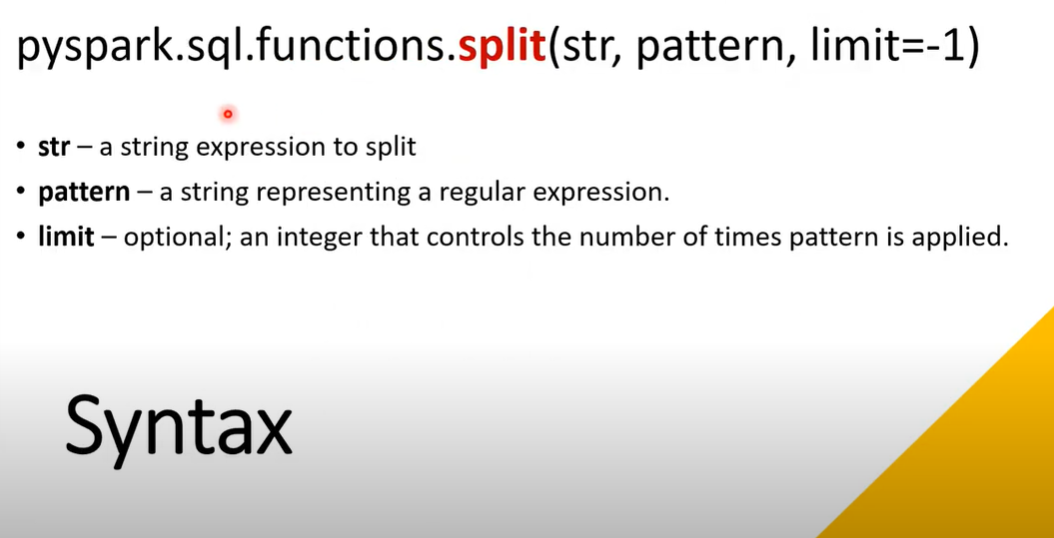 pyspark.sql.functions.split(str, pattern, limit=-1)
• str – a string expression to split
• pattern – a string representing a regular expression.
• limit – optional; an integer that controls the number of times pattern is applied.
Syntax